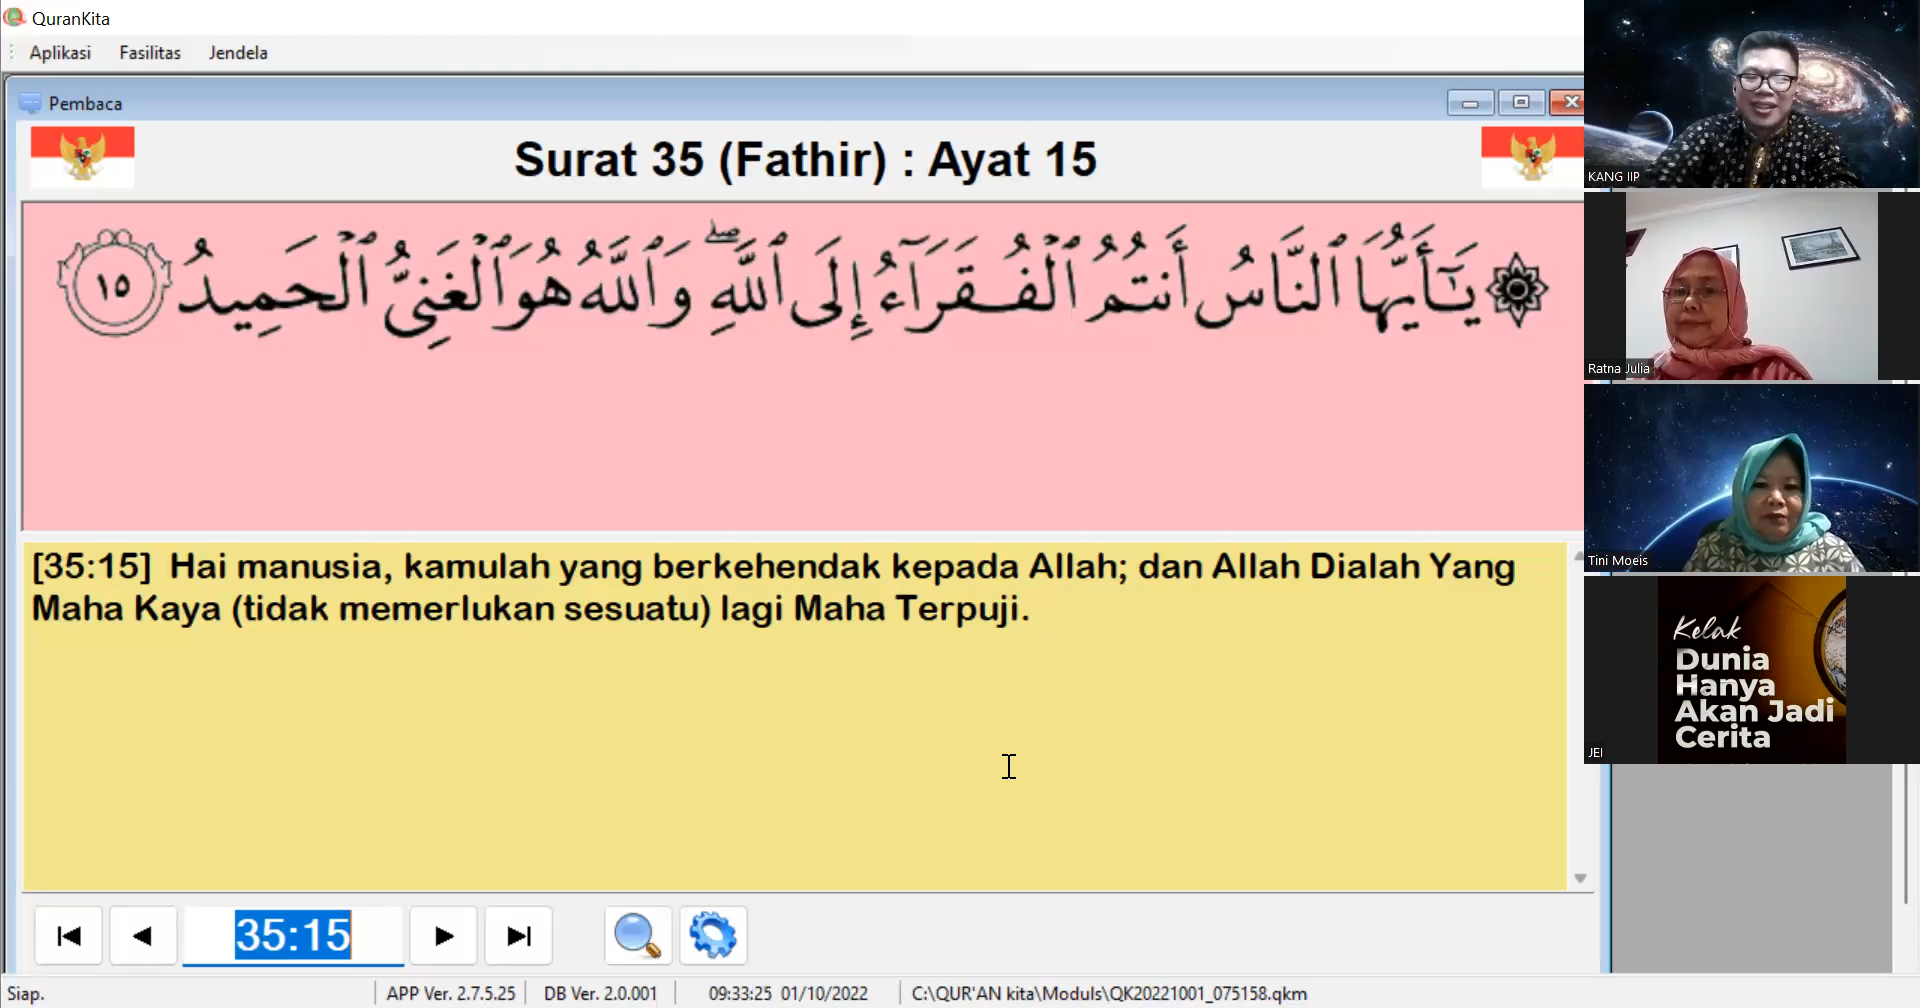 QuranKita
Aplikasi Fasilitas Jendela
Pembaca
Surat 35 (Fathir) : Ayat 15
۞ يَـٰٓأَيُّهَا ٱلنَّاسُ أَنتُمُ ٱلْفُقَرَآءُ إِلَى ٱللَّهِ ۖ وَٱللَّهُ هُوَ ٱلْغَنِىُّ ٱلْحَمِيدُ ١٥
[35:15] Hai manusia, kamulah yang berkehendak kepada Allah; dan Allah Dialah Yang
Maha Kaya (tidak memerlukan sesuatu) lagi Maha Terpuji.
35:15
Siap.
APP Ver. 2.7.5.25
DB Ver. 2.0.001
09:33:25 01/10/2022
C:\QUR'AN kita\Moduls\QK20221001_075158.qkm
KANG IIP
Ratna Julia
Tini Moeis
Kelak
Dunia
Hanya
Akan Jadi
Cerita
JEI